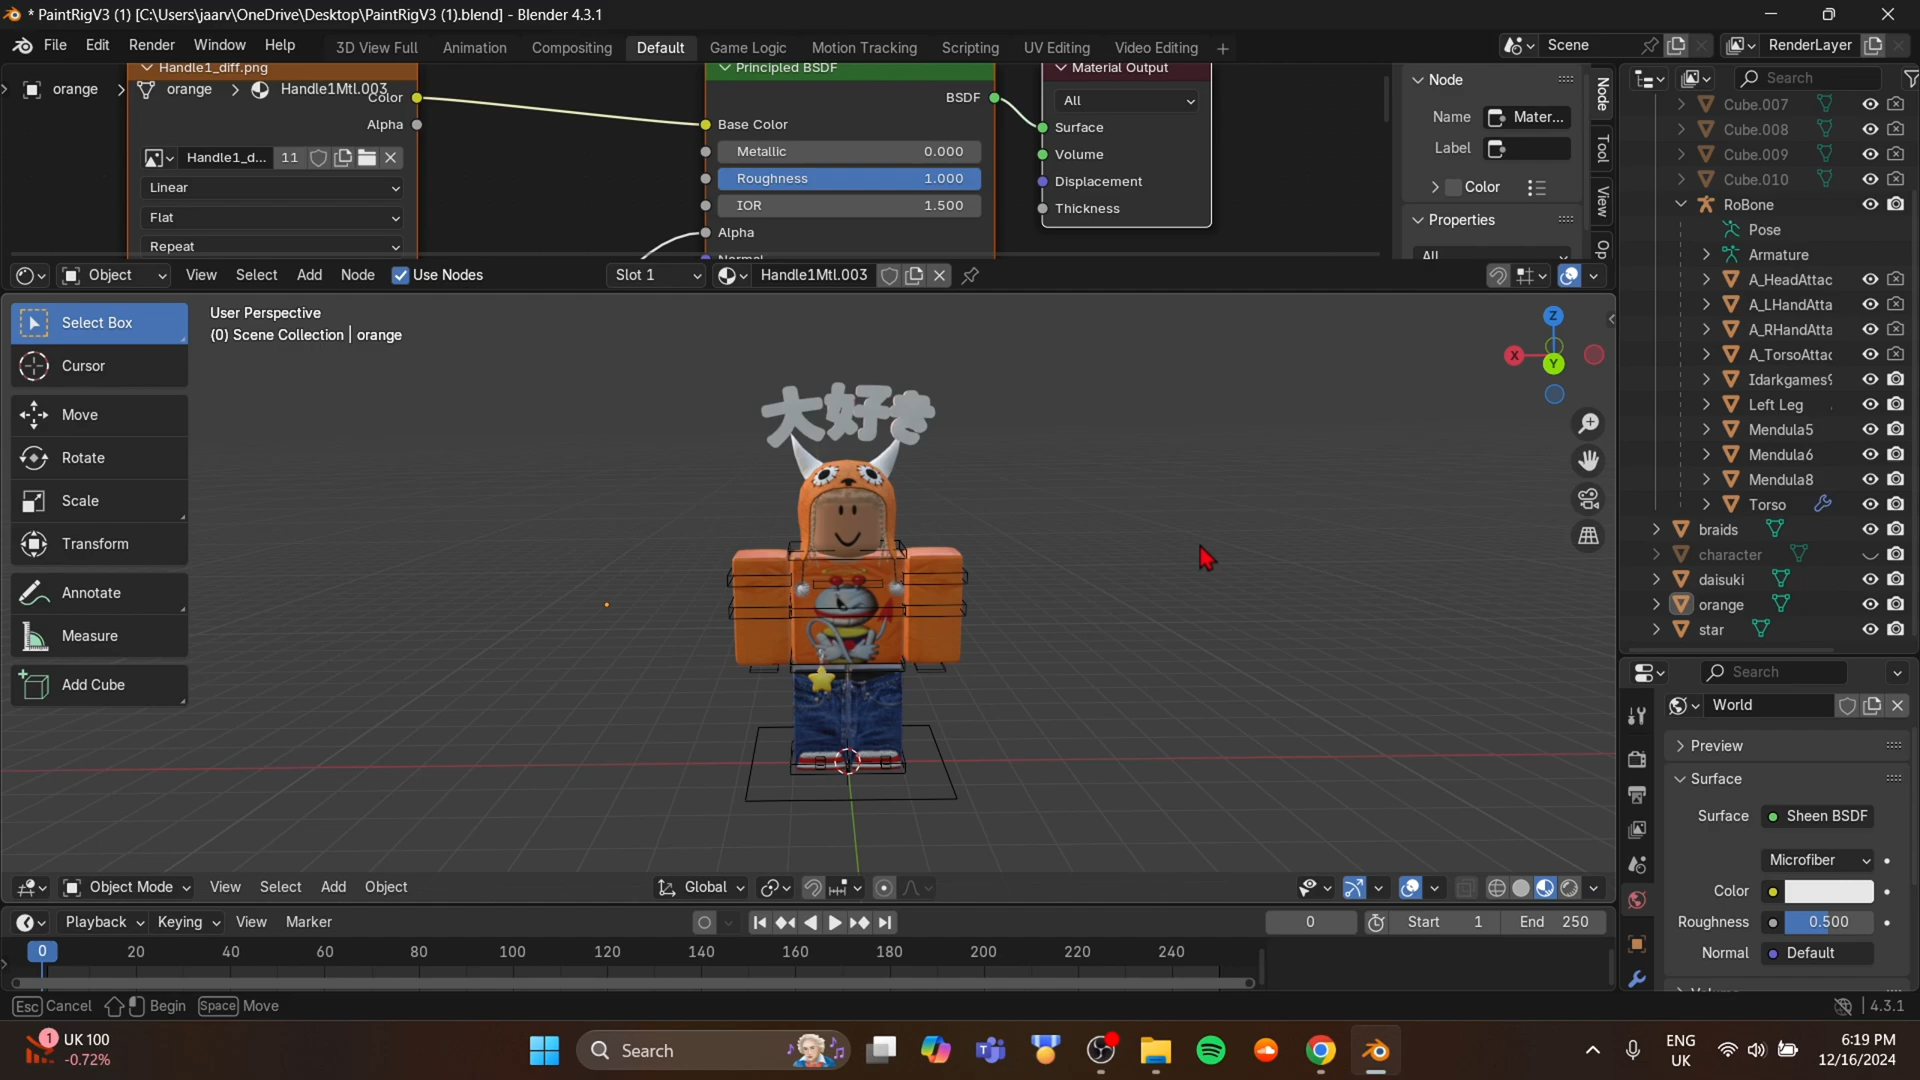 * PaintRigV3 (1) [C:\Users\jaarv\OneDrive\Desktop\PaintRigV3 (1).blend] - Blender 4.3.1
File Edit Render Window Help 3D View Full Animation Compositing Default Game Logic Motion Tracking Scripting UV Editing Video Editing Scene RenderLayer
Handle1_diff.png Principled BSDF Material Output
orange orange Handle1Mtl.003
Color BSDF All
Alpha Base Color Surface
Handle1_d... 11 Metallic 0.000 Volume
Linear Roughness 1.000 Displacement
Flat IOR 1.500 Thickness
Repeat Alpha
Node
Name Mater...
Label
Color
Properties
All
Node
Tool
View
Op
Object View Select Add Node Use Nodes Slot 1 Handle1Mtl.003
Select Box
Cursor
Move
Rotate
Scale
Transform
Annotate
Measure
Add Cube
User Perspective
(0) Scene Collection | orange
大好き
Z
X
Y
Object Mode View Select Add Object Global
Search
Cube.007
Cube.008
Cube.009
Cube.010
RoBone
Pose
Armature
A_HeadAttac
A_LHandAtta
A_RHandAtta
A_TorsoAttac
Idarkgames9
Left Leg
Mendula5
Mendula6
Mendula8
Torso
braids
character
daisuki
orange
star
Search
World
Preview
Surface
Surface Sheen BSDF
Microfiber
Color
Roughness 0.500
Normal Default
Playback Keying View Marker 0 Start 1 End 250
0 20 40 60 80 100 120 140 160 180 200 220 240
Esc Cancel Begin Space Move 4.3.1
1 UK 100
-0.72%
Search
ENG
UK
6:19 PM
12/16/2024